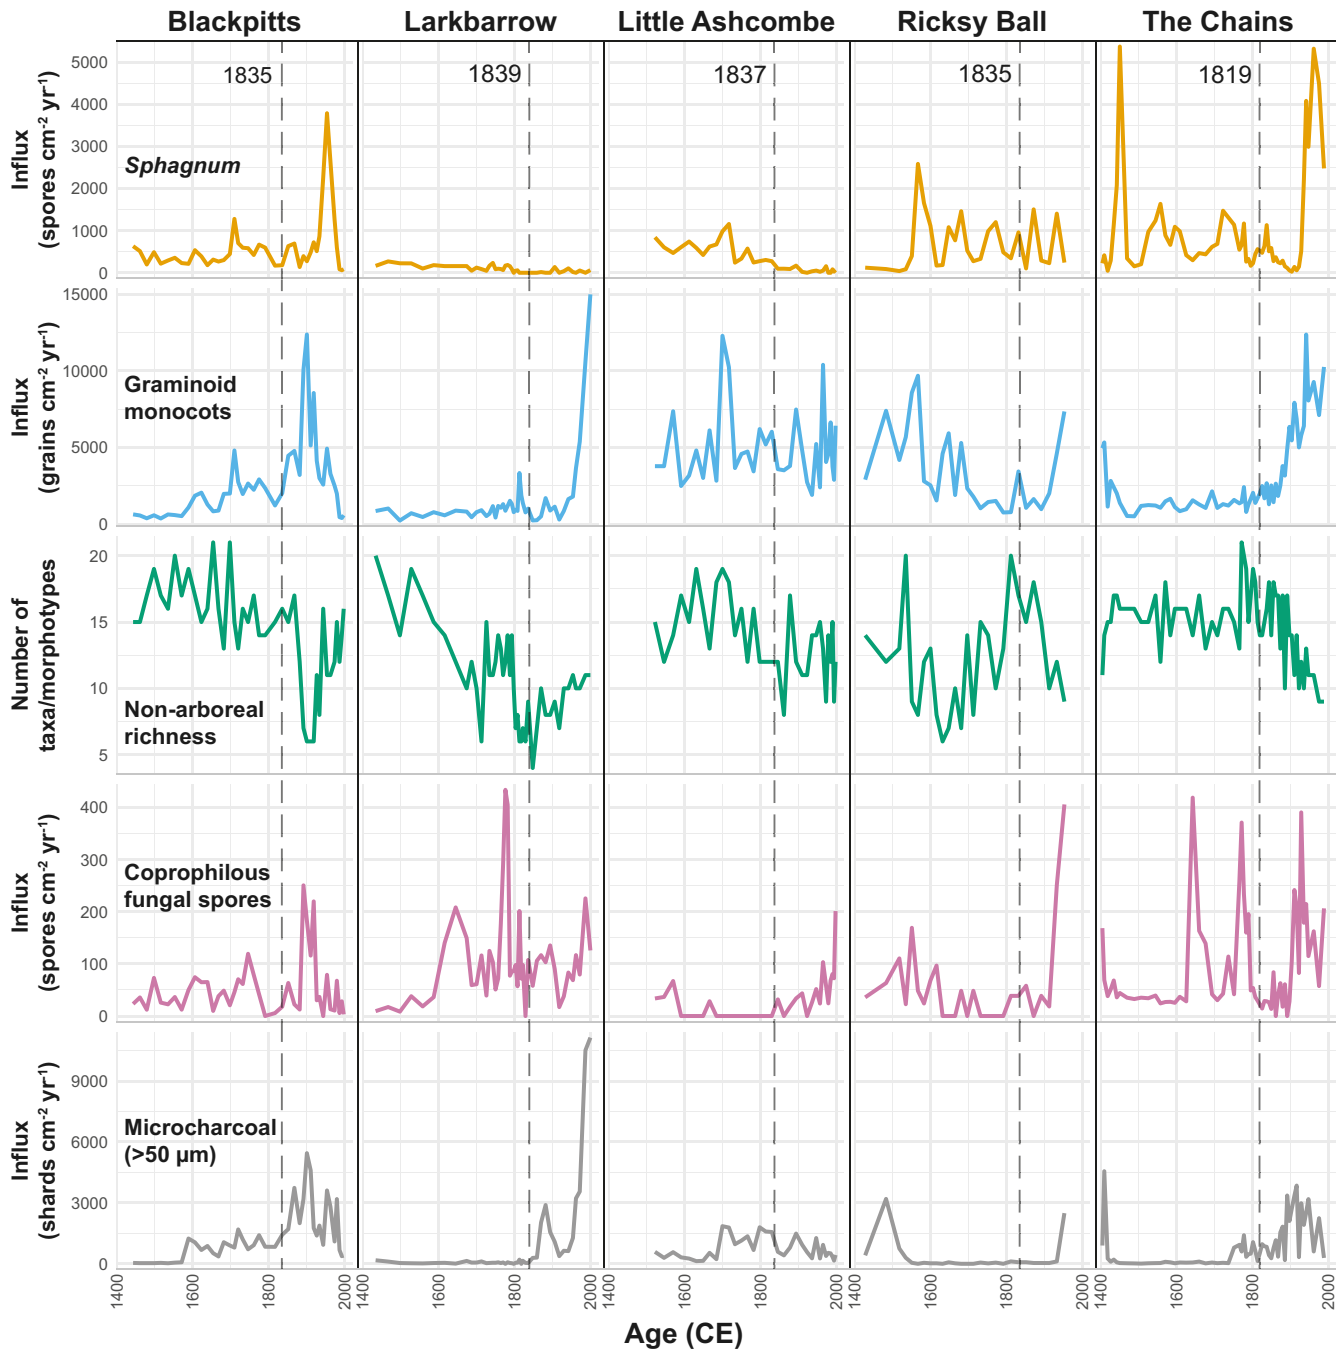 Blackpitts Larkbarrow Little Ashcombe Ricksy Ball The Chains
1835 1839 1837 1835 1819
Influx
(spores cm⁻² yr⁻¹)
5000
4000
3000
2000
1000
0
Sphagnum
Influx
(grains cm⁻² yr⁻¹)
15000
10000
5000
0
Graminoid
monocots
Number of
taxa/morphotypes
20
15
10
5
Non-arboreal
richness
Influx
(spores cm⁻² yr⁻¹)
400
300
200
100
0
Coprophilous
fungal spores
Influx
(shards cm⁻² yr⁻¹)
9000
6000
3000
0
Microcharcoal
(>50 µm)
1400 1600 1800 2000 1400 1600 1800 2000 1400 1600 1800 2000 1400 1600 1800 2000 1400 1600 1800 2000
Age (CE)